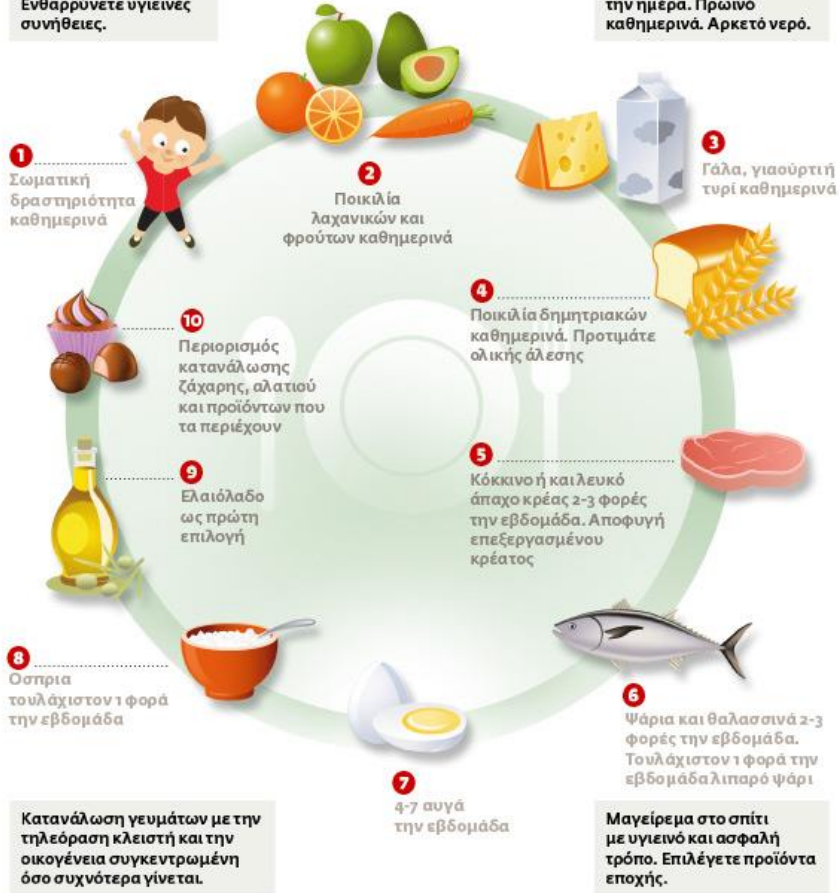 Ενθαρρύνετε υγιεινές
συνήθειες.
την ημέρα. Πρωινό
καθημερινά. Αρκετό νερό.
1
Σωματική
δραστηριότητα
καθημερινά
2
Ποικιλία
λαχανικών και
φρούτων καθημερινά
3
Γάλα, γιαούρτι ή
τυρί καθημερινά
4
Ποικιλία δημητριακών
καθημερινά. Προτιμάτε
ολικής άλεσης
5
Κόκκινο ή και λευκό
άπαχο κρέας 2-3 φορές
την εβδομάδα. Αποφυγή
επεξεργασμένου
κρέατος
6
Ψάρια και θαλασσινά 2-3
φορές την εβδομάδα.
Τουλάχιστον 1 φορά την
εβδομάδα λιπαρό ψάρι
7
4-7 αυγά
την εβδομάδα
8
Οσπρια
τουλάχιστον 1 φορά
την εβδομάδα
9
Ελαιόλαδο
ως πρώτη
επιλογή
10
Περιορισμός
κατανάλωσης
ζάχαρης, αλατιού
και προϊόντων που
τα περιέχουν
Κατανάλωση γευμάτων με την
τηλεόραση κλειστή και την
οικογένεια συγκεντρωμένη
όσο συχνότερα γίνεται.
Μαγείρεμα στο σπίτι
με υγιεινό και ασφαλή
τρόπο. Επιλέγετε προϊόντα
εποχής.